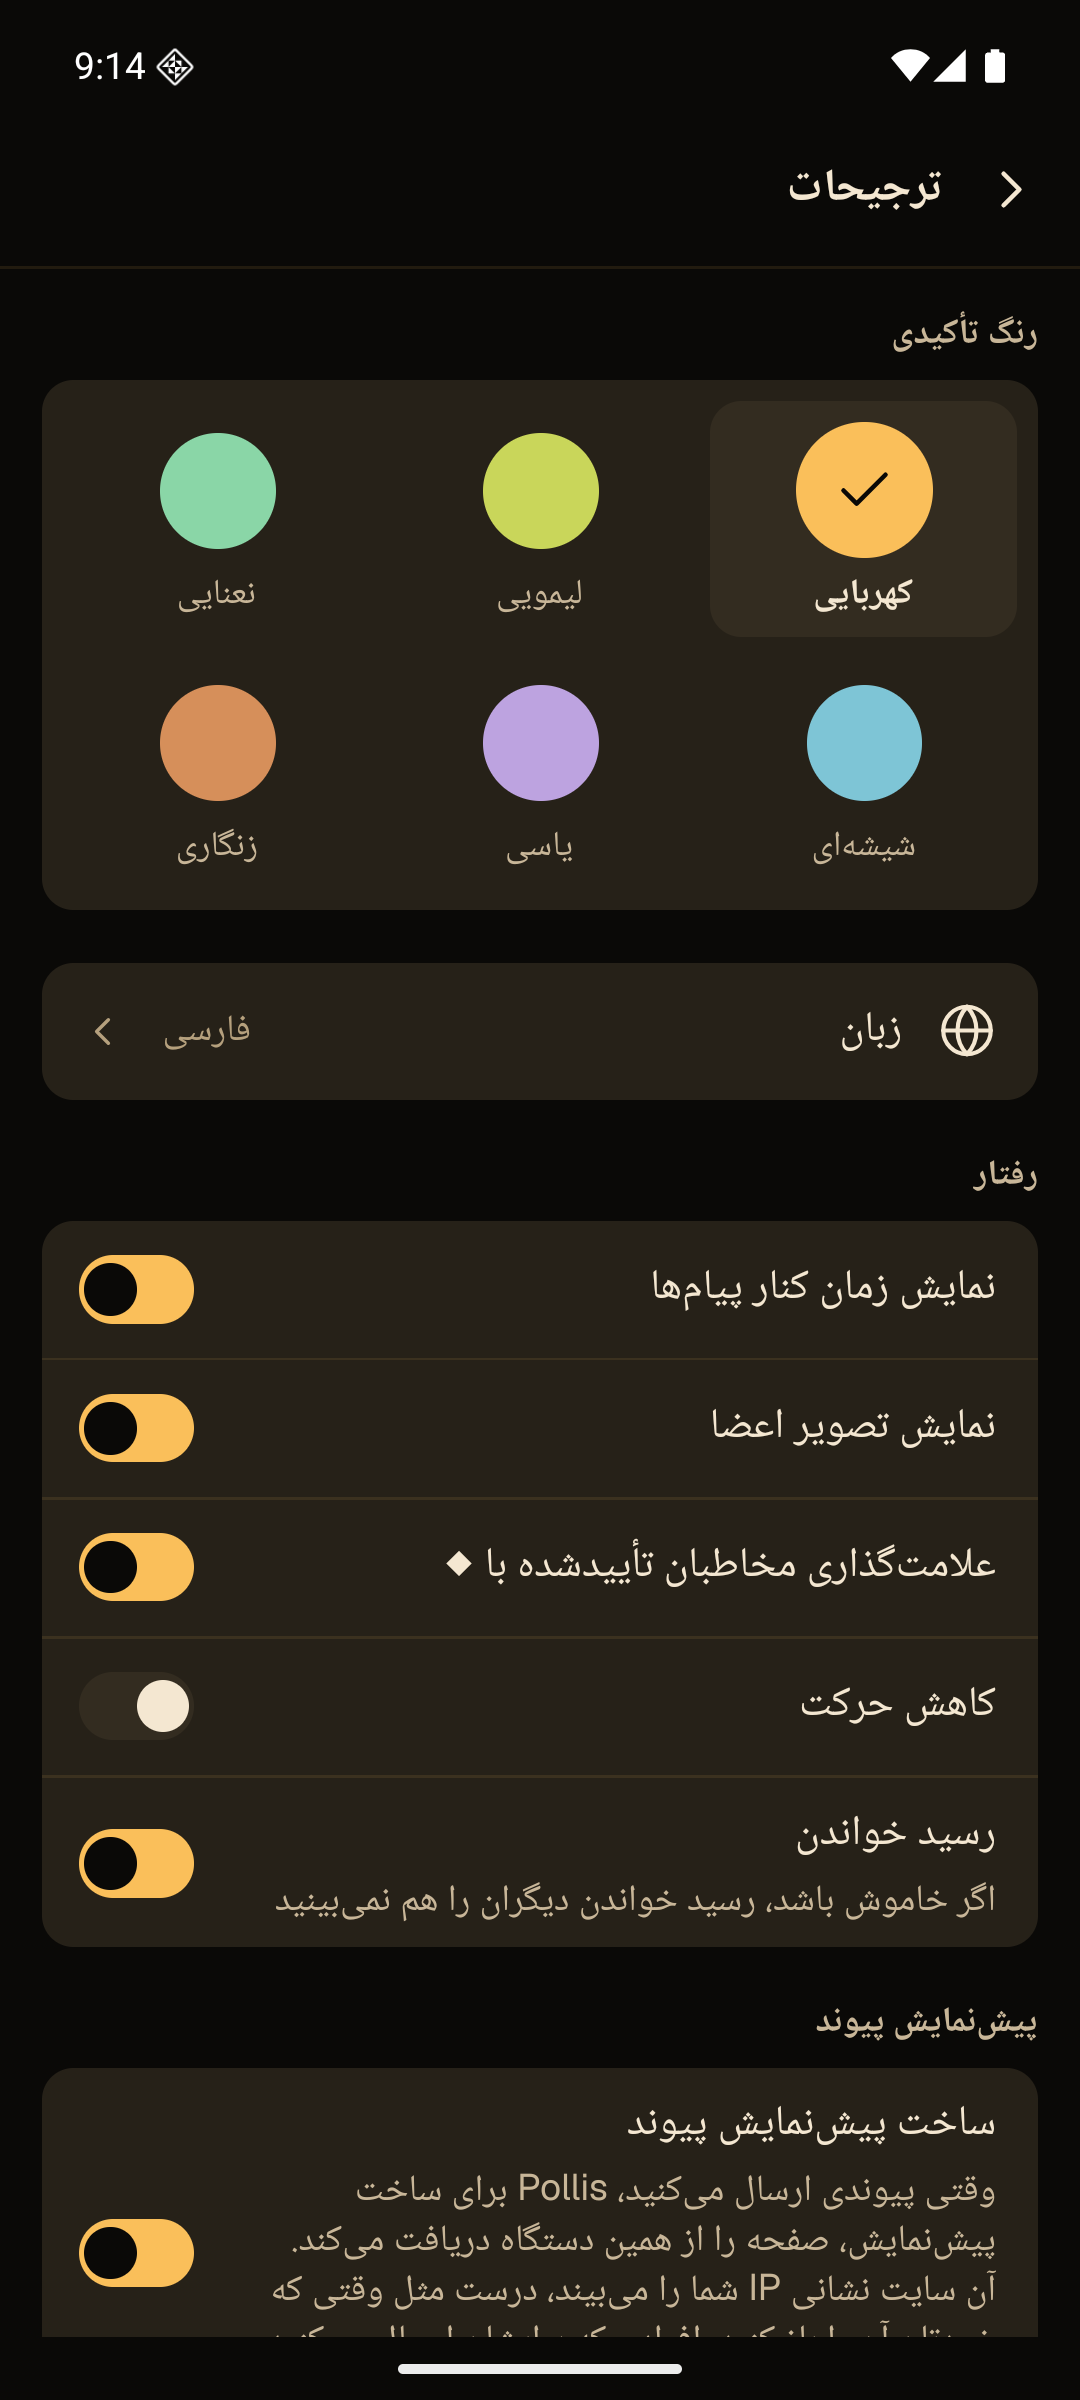 9:14
ترجیحات
رنگ تأکیدی
کهربایی
لیمویی
نعنایی
شیشه‌ای
یاسی
زنگاری
زبان
فارسی
رفتار
نمایش زمان کنار پیام‌ها
نمایش تصویر اعضا
علامت‌گذاری مخاطبان تأییدشده با ◆
کاهش حرکت
رسید خواندن
اگر خاموش باشد، رسید خواندن دیگران را هم نمی‌بینید
پیش‌نمایش پیوند
ساخت پیش‌نمایش پیوند
وقتی پیوندی ارسال می‌کنید، Pollis برای ساخت
پیش‌نمایش، صفحه را از همین دستگاه دریافت می‌کند.
آن سایت نشانی IP شما را می‌بیند، درست مثل وقتی که